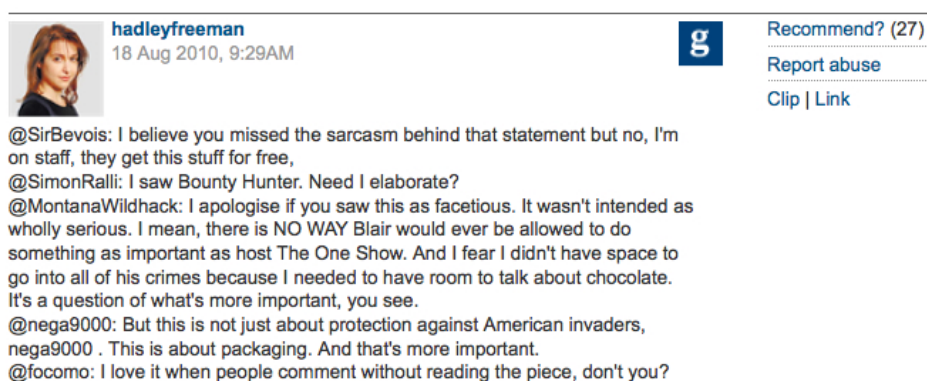 hadleyfreeman
18 Aug 2010, 9:29AM
g
Recommend? (27)
Report abuse
Clip | Link
@SirBevois: I believe you missed the sarcasm behind that statement but no, I'm
on staff, they get this stuff for free,
@SimonRalli: I saw Bounty Hunter. Need I elaborate?
@MontanaWildhack: I apologise if you saw this as facetious. It wasn't intended as
wholly serious. I mean, there is NO WAY Blair would ever be allowed to do
something as important as host The One Show. And I fear I didn't have space to
go into all of his crimes because I needed to have room to talk about chocolate.
It's a question of what's more important, you see.
@nega9000: But this is not just about protection against American invaders,
nega9000 . This is about packaging. And that's more important.
@focomo: I love it when people comment without reading the piece, don't you?